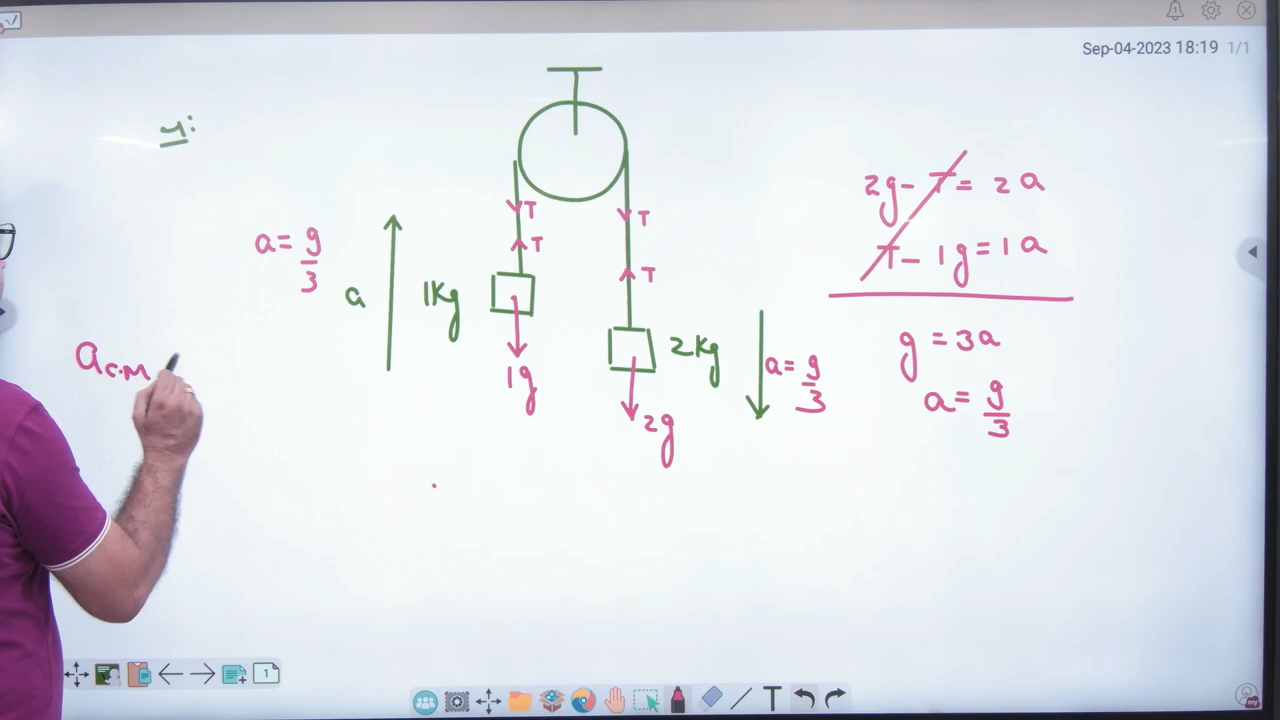 Sep-04-2023 18:19 1/1
T
T
T
T
a = g/3
a
1kg
1g
2kg
2g
a = g/3
2g - T = 2a
T - 1g = 1a
g = 3a
a = g/3
a c.m
1
T